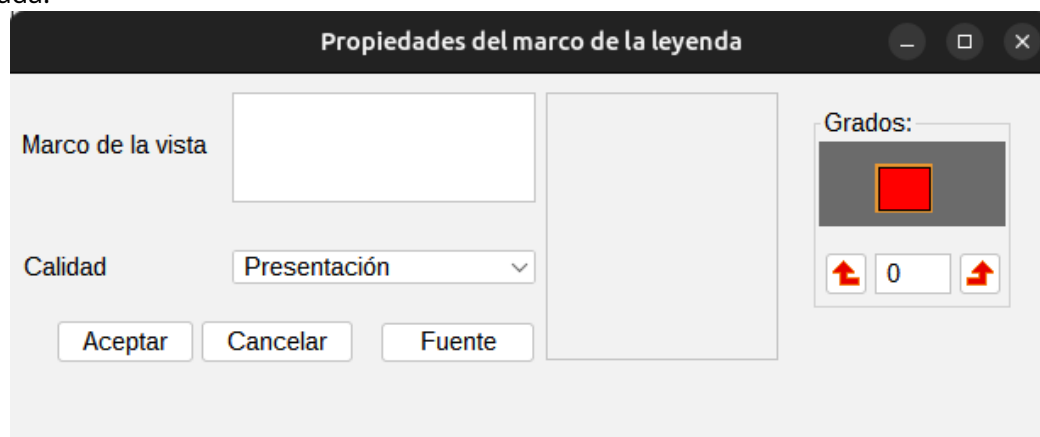 Propiedades del marco de la leyenda
Marco de la vista
Grados:
Calidad
Presentación
0
Aceptar
Cancelar
Fuente